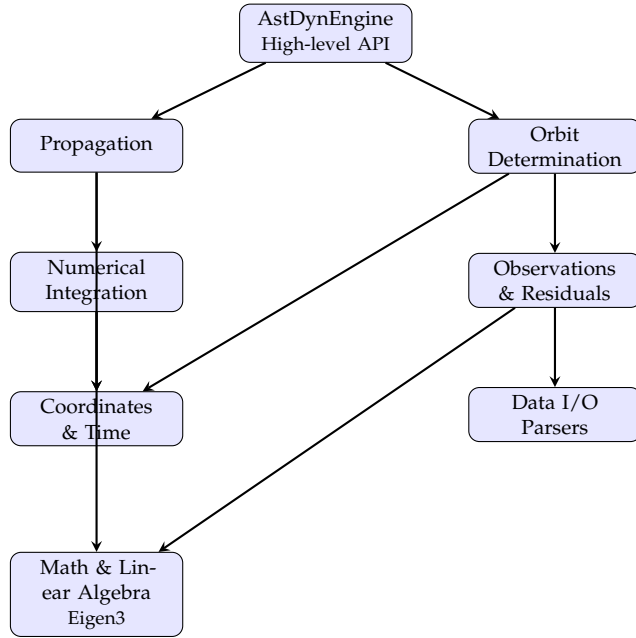 AstDynEngine
High-level API
Propagation
Orbit
Determination
Numerical
Integration
Observations
& Residuals
Coordinates
& Time
Data I/O
Parsers
Math & Lin-
ear Algebra
Eigen3